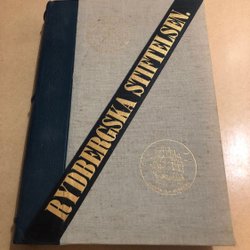 RYDBERGSKA STIFTELSEN.